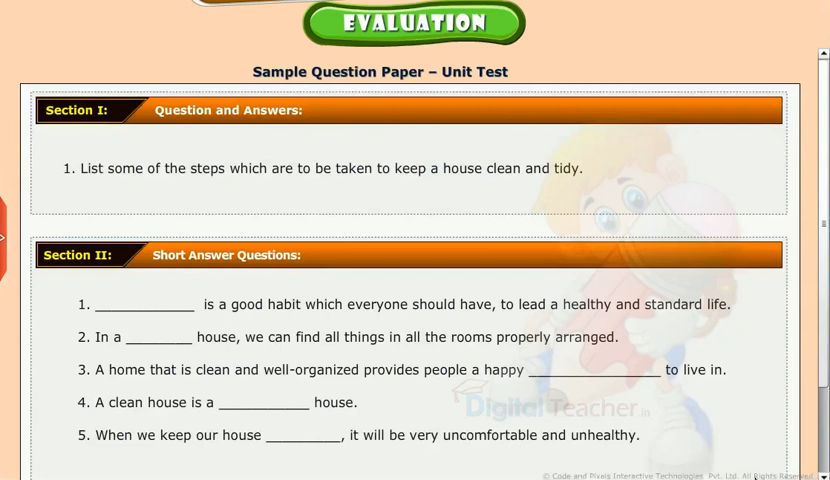 EVALUATION
Sample Question Paper – Unit Test
Section I: Question and Answers:
1. List some of the steps which are to be taken to keep a house clean and tidy.
Section II: Short Answer Questions:
1. ____________ is a good habit which everyone should have, to lead a healthy and standard life.
2. In a ________ house, we can find all things in all the rooms properly arranged.
3. A home that is clean and well-organized provides people a happy ________________ to live in.
4. A clean house is a ___________ house.
5. When we keep our house _________, it will be very uncomfortable and unhealthy.
Digital Teacher.in
© Code and Pixels Interactive Technologies Pvt. Ltd. All Rights Reserved